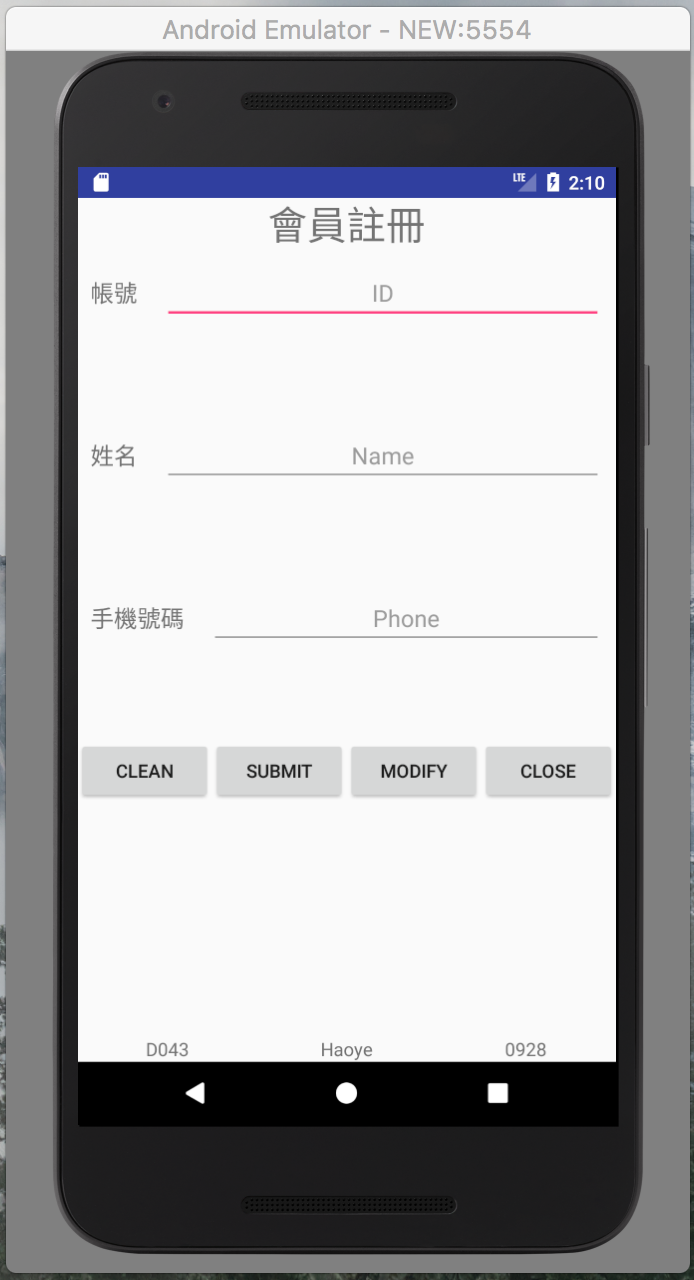 Android Emulator - NEW:5554
LTE 2:10
會員註冊
帳號 ID
姓名 Name
手機號碼 Phone
CLEAN SUBMIT MODIFY CLOSE
D043 Haoye 0928